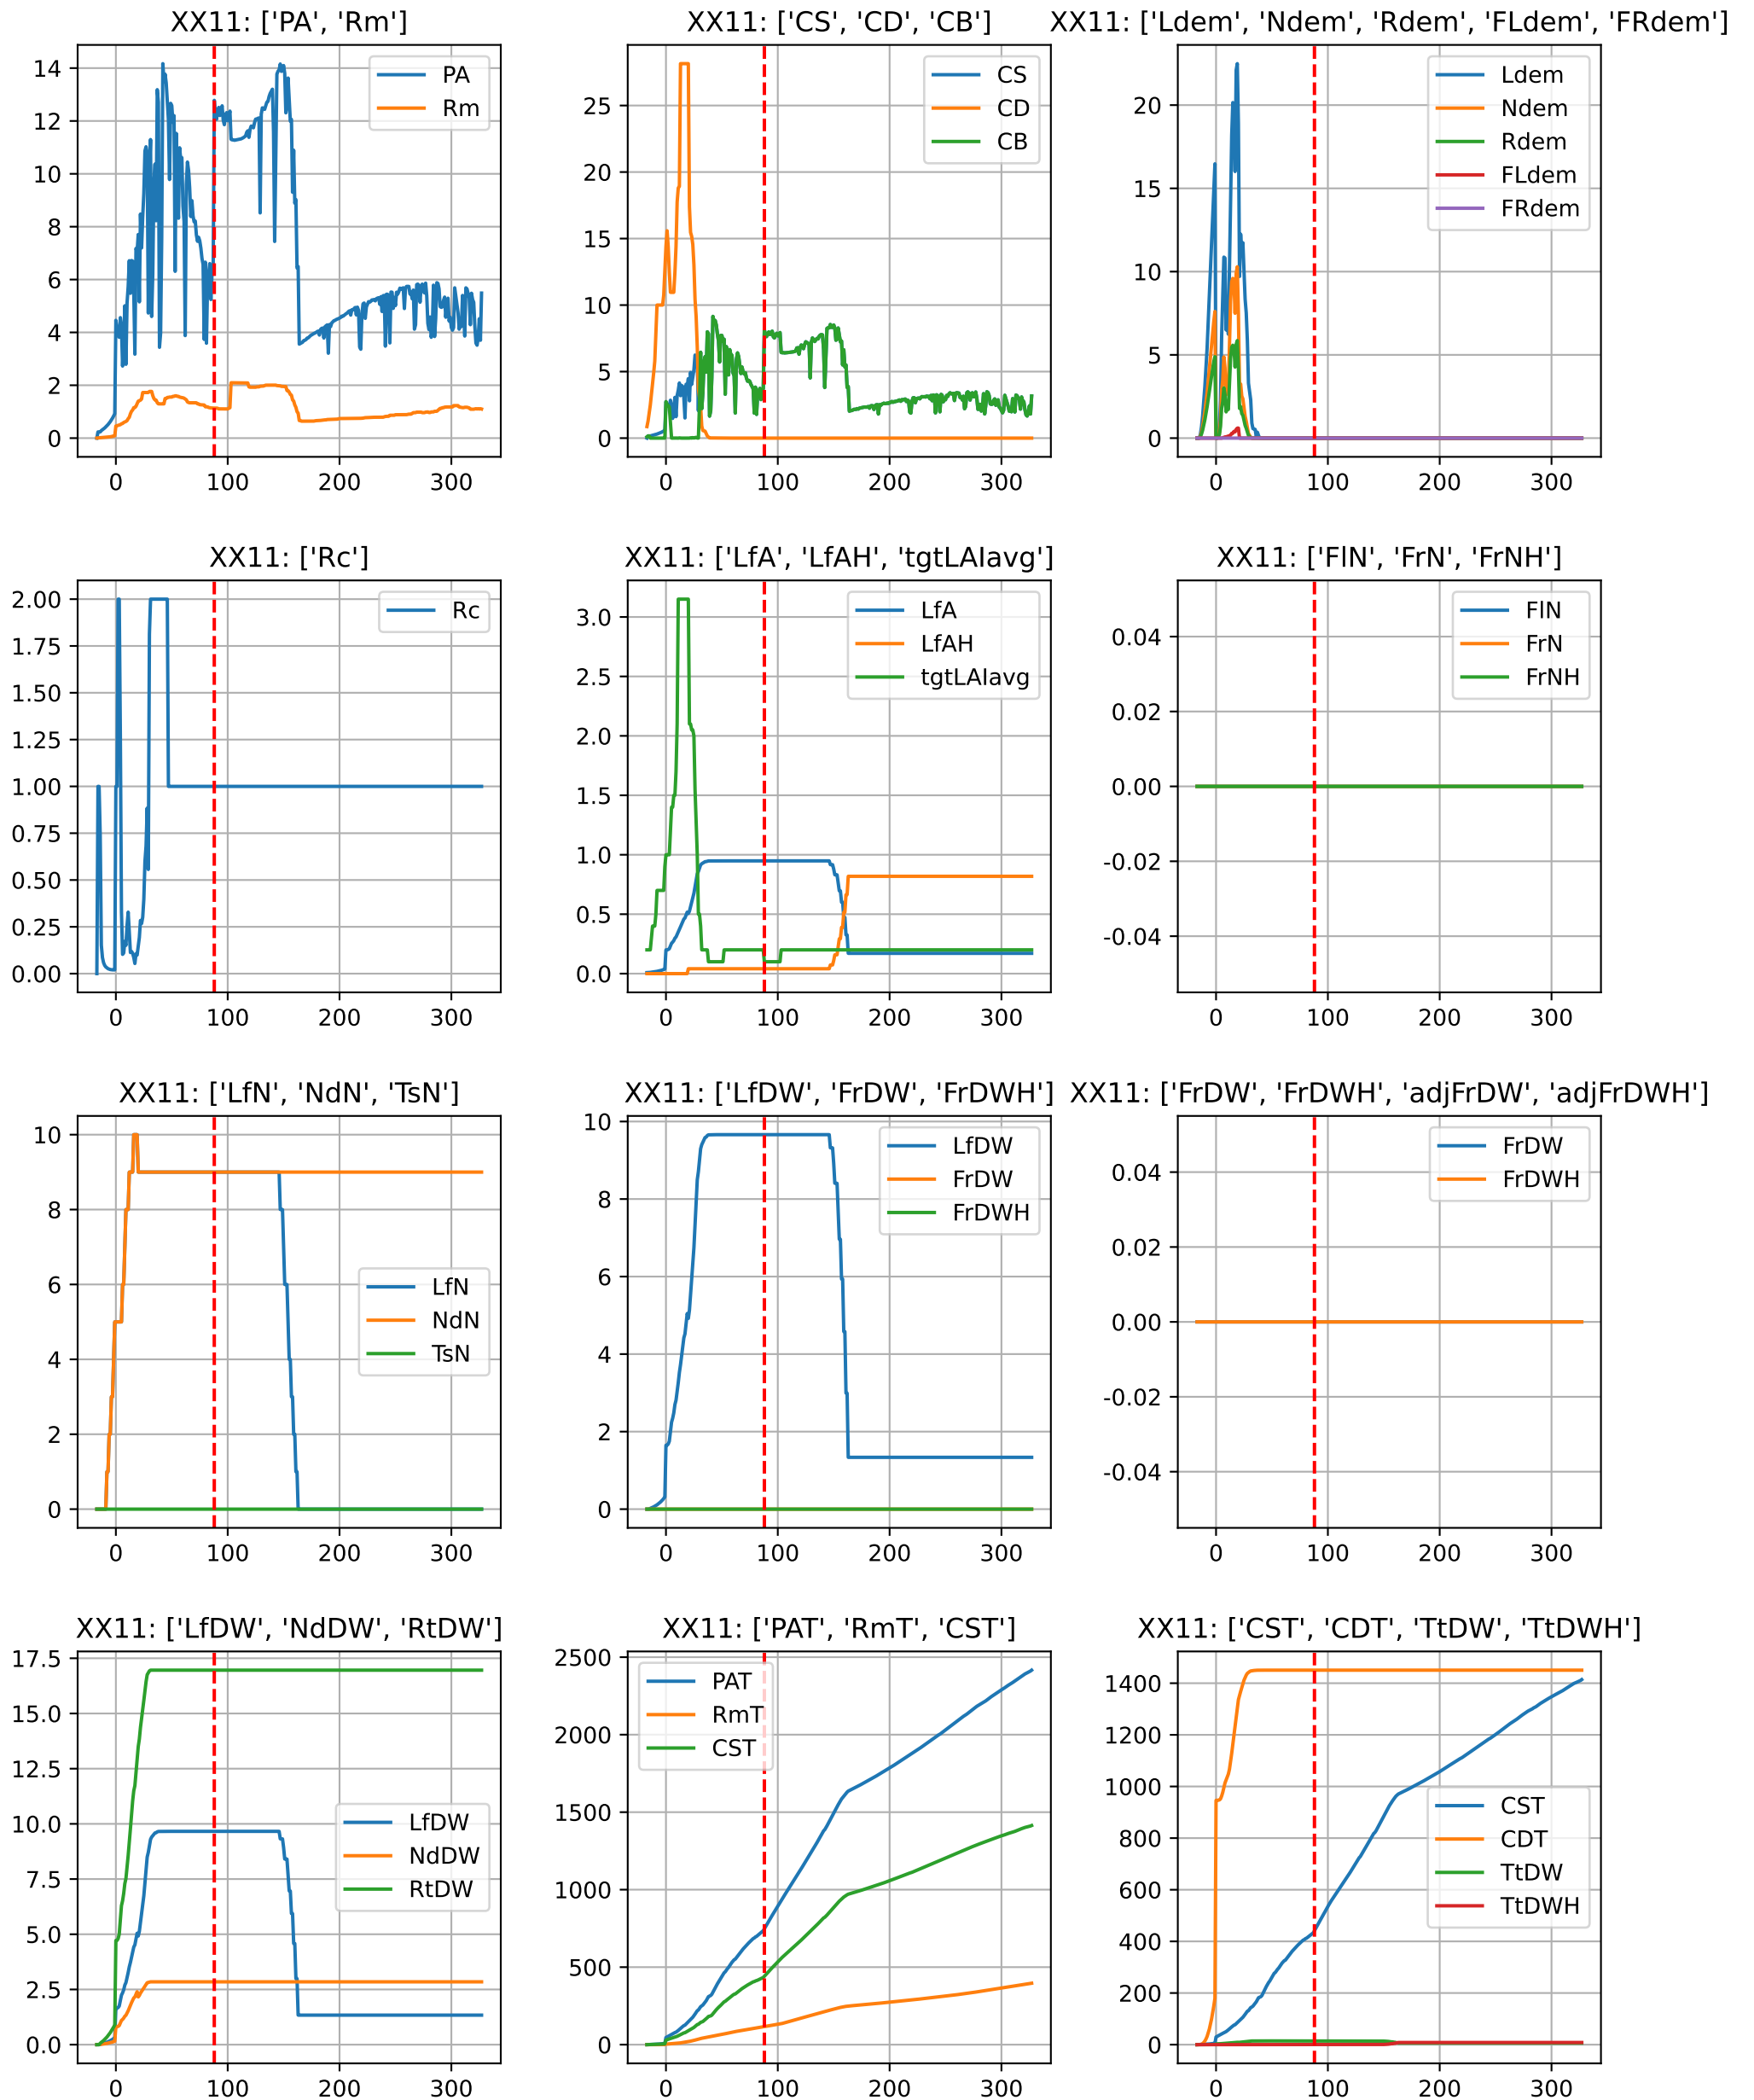 XX11: ['PA', 'Rm']
PA
Rm
14
12
10
8
6
4
2
0
0 100 200 300
XX11: ['CS', 'CD', 'CB']
CS
CD
CB
25
20
15
10
5
0
0 100 200 300
XX11: ['Ldem', 'Ndem', 'Rdem', 'FLdem', 'FRdem']
Ldem
Ndem
Rdem
FLdem
FRdem
20
15
10
5
0
0 100 200 300
XX11: ['Rc']
Rc
2.00
1.75
1.50
1.25
1.00
0.75
0.50
0.25
0.00
0 100 200 300
XX11: ['LfA', 'LfAH', 'tgtLAIavg']
LfA
LfAH
tgtLAIavg
3.0
2.5
2.0
1.5
1.0
0.5
0.0
0 100 200 300
XX11: ['FlN', 'FrN', 'FrNH']
FlN
FrN
FrNH
0.04
0.02
0.00
-0.02
-0.04
0 100 200 300
XX11: ['LfN', 'NdN', 'TsN']
LfN
NdN
TsN
10
8
6
4
2
0
0 100 200 300
XX11: ['LfDW', 'FrDW', 'FrDWH']
LfDW
FrDW
FrDWH
10
8
6
4
2
0
0 100 200 300
XX11: ['FrDW', 'FrDWH', 'adjFrDW', 'adjFrDWH']
FrDW
FrDWH
0.04
0.02
0.00
-0.02
-0.04
0 100 200 300
XX11: ['LfDW', 'NdDW', 'RtDW']
LfDW
NdDW
RtDW
17.5
15.0
12.5
10.0
7.5
5.0
2.5
0.0
0 100 200 300
XX11: ['PAT', 'RmT', 'CST']
PAT
RmT
CST
2500
2000
1500
1000
500
0
0 100 200 300
XX11: ['CST', 'CDT', 'TtDW', 'TtDWH']
CST
CDT
TtDW
TtDWH
1400
1200
1000
800
600
400
200
0
0 100 200 300